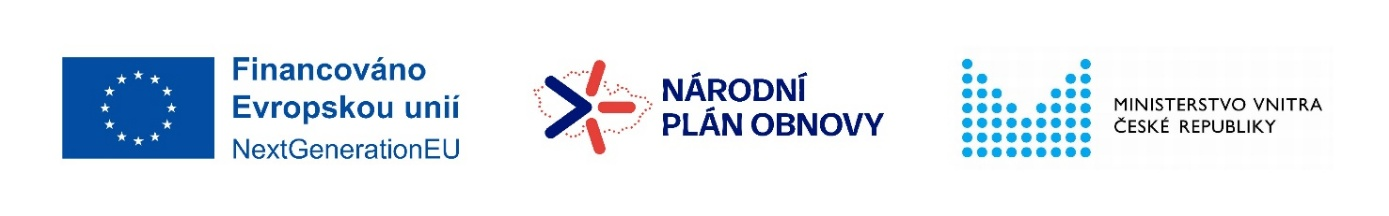 Financováno
Evropskou unií
NextGenerationEU
NÁRODNÍ
PLÁN OBNOVY
MINISTERSTVO VNITRA
ČESKÉ REPUBLIKY